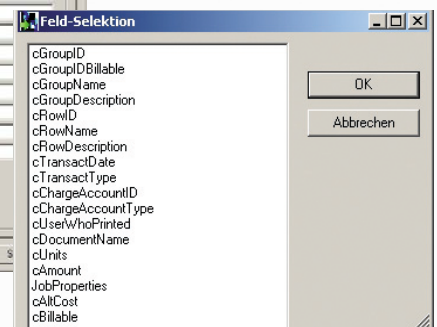 Feld-Selektion
cGroupID
cGroupIDBillable
cGroupName
cGroupDescription
cRowID
cRowName
cRowDescription
cTransactDate
cTransactType
cChargeAccountID
cChargeAccountType
cUserWhoPrinted
cDocumentName
cUnits
cAmount
JobProperties
cAltCost
cBillable
OK
Abbrechen
S